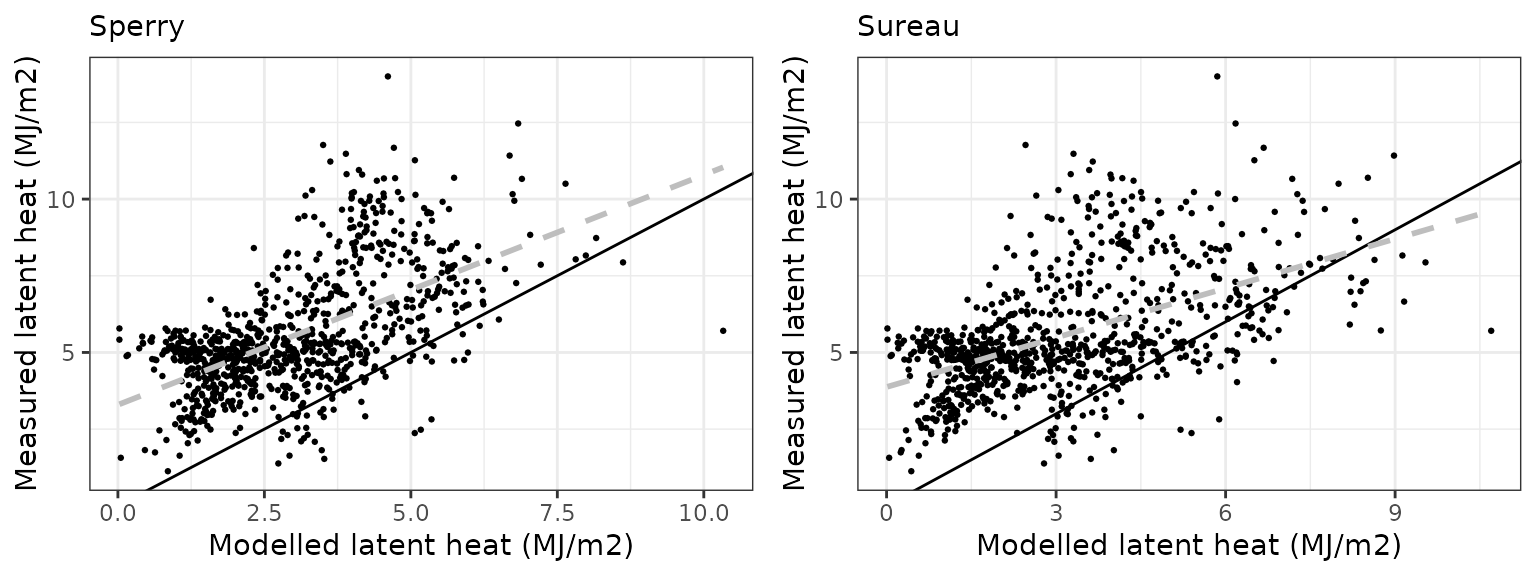 Sperry
Measured latent heat (MJ/m2)
10
5
0.0 2.5 5.0 7.5 10.0
Modelled latent heat (MJ/m2)
Sureau
Measured latent heat (MJ/m2)
10
5
0 3 6 9
Modelled latent heat (MJ/m2)